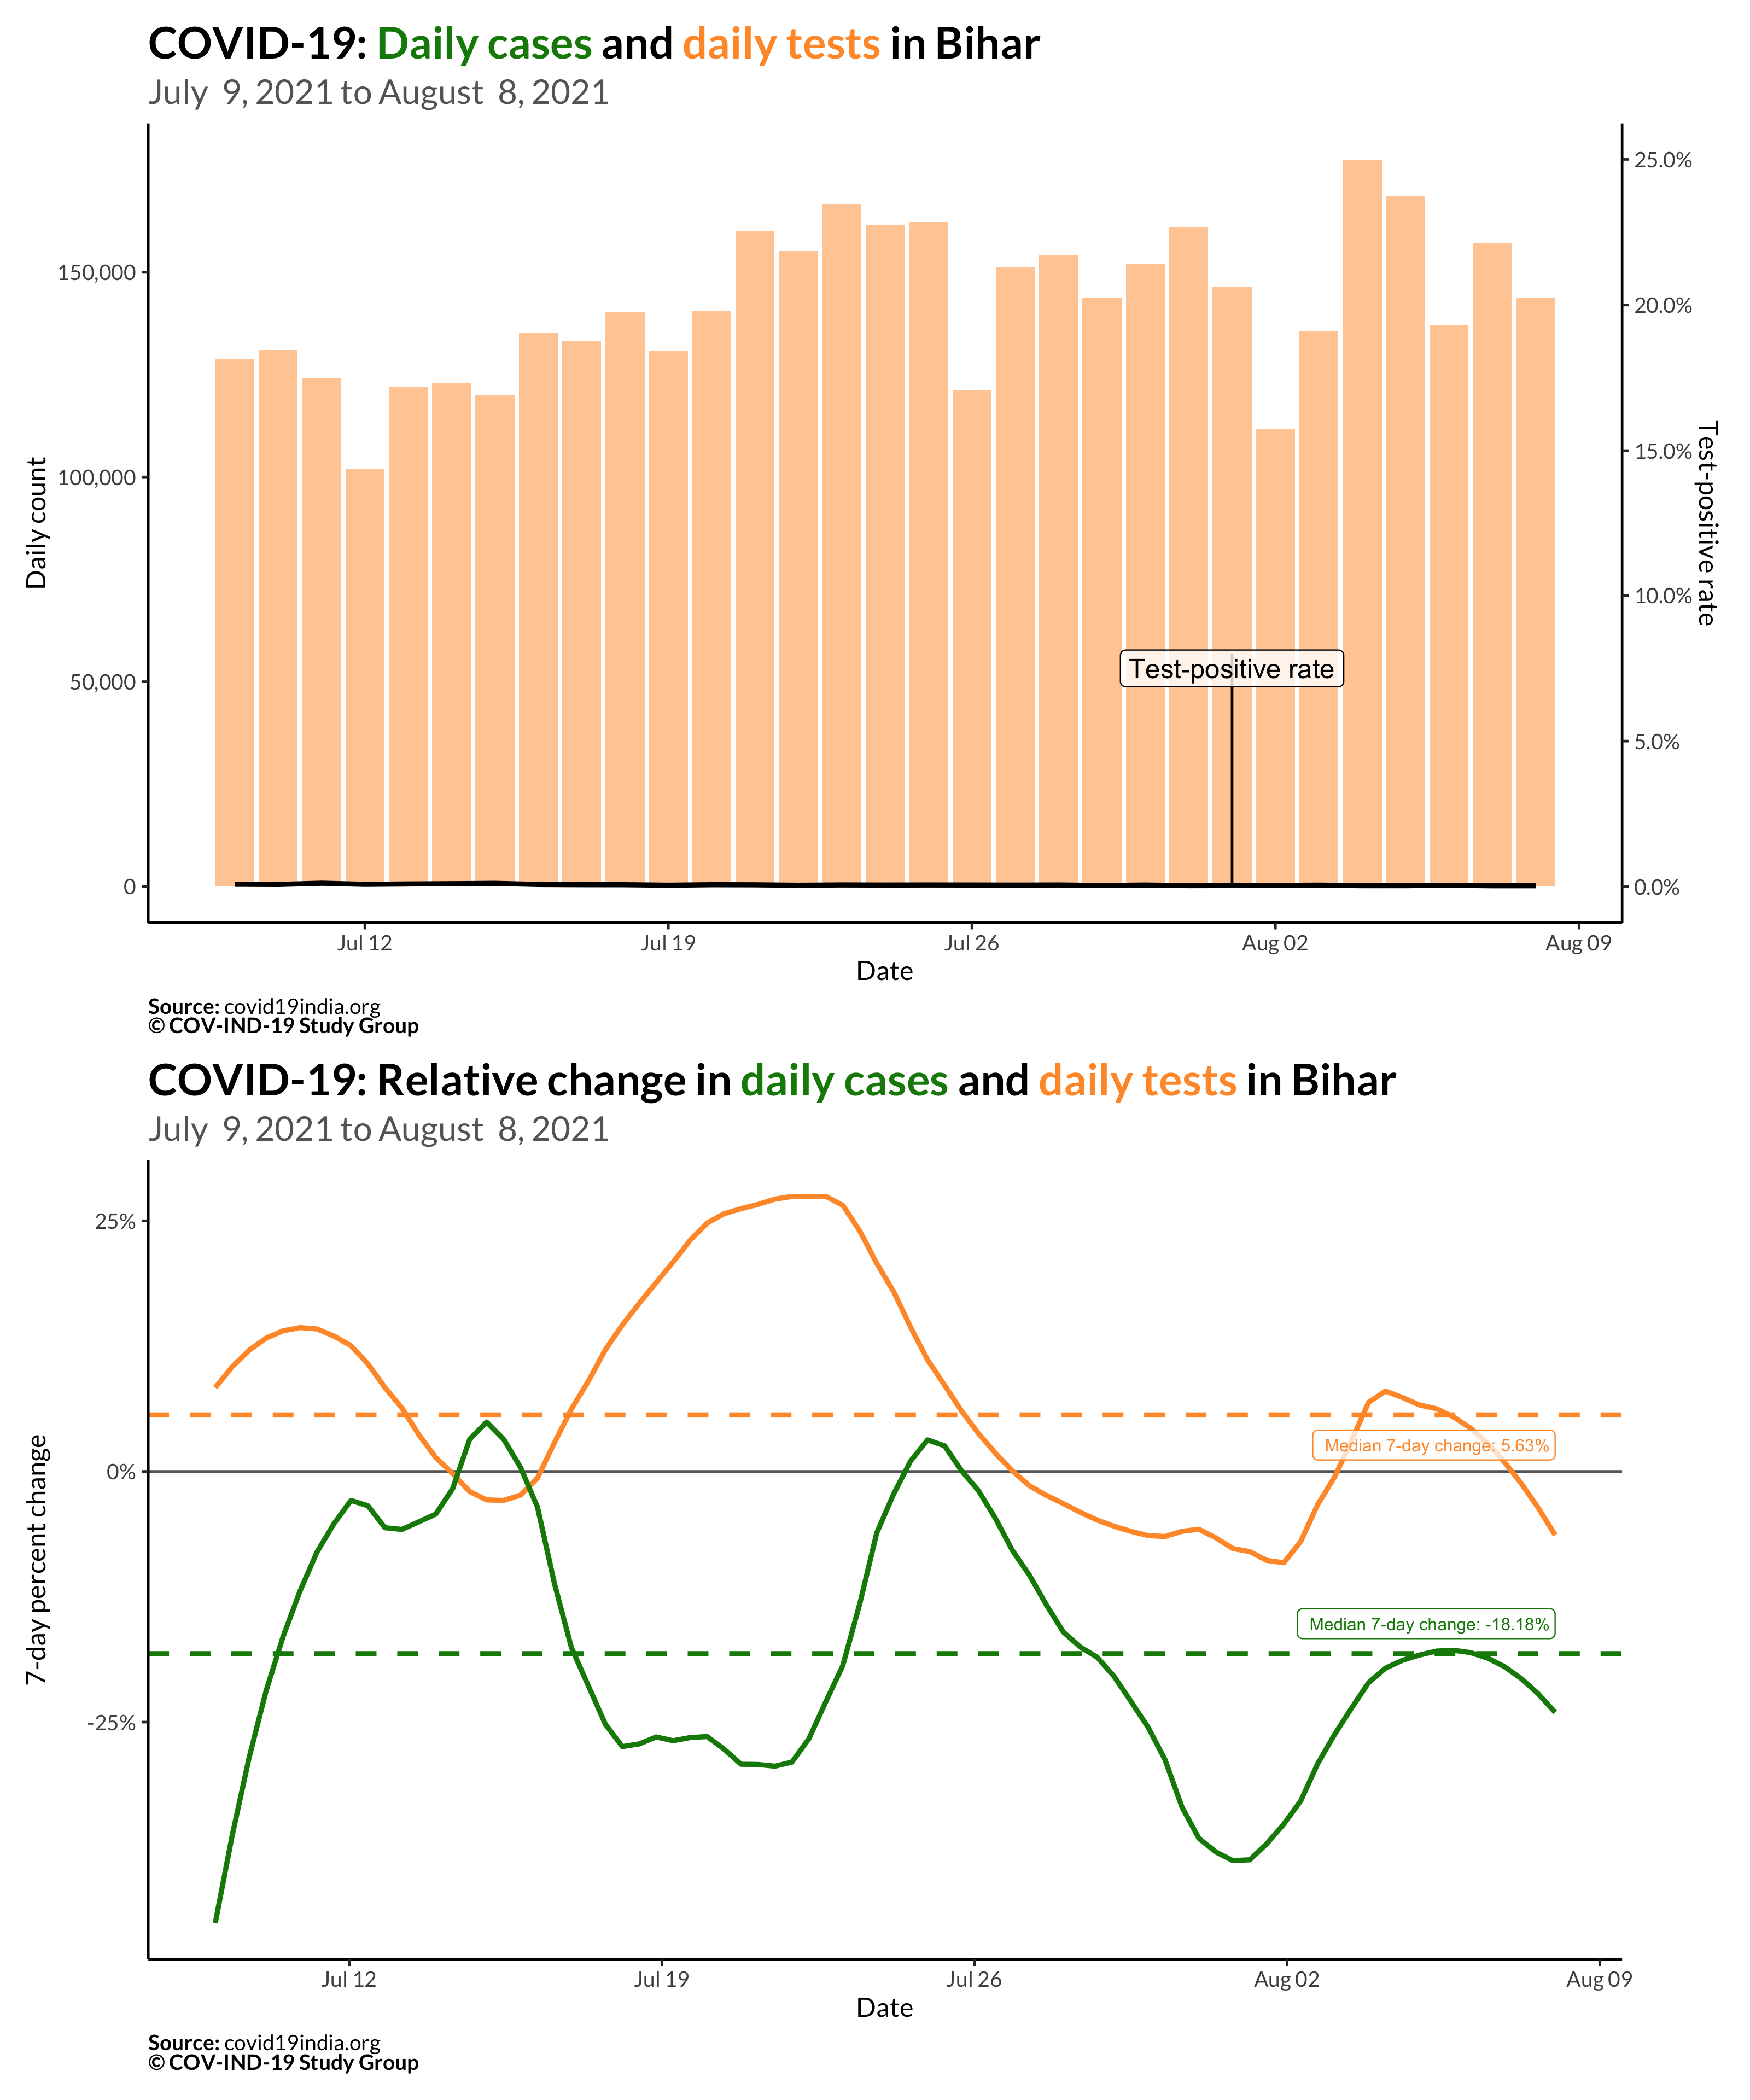 COVID-19: Daily cases and daily tests in Bihar
July  9, 2021 to August  8, 2021
Daily count
150,000
100,000
50,000
0
25.0%
20.0%
15.0%
10.0%
5.0%
0.0%
Test-positive rate
Test-positive rate
Jul 12
Jul 19
Jul 26
Aug 02
Aug 09
Date
Source: covid19india.org
© COV-IND-19 Study Group
COVID-19: Relative change in daily cases and daily tests in Bihar
July  9, 2021 to August  8, 2021
7-day percent change
25%
0%
-25%
Median 7-day change: 5.63%
Median 7-day change: -18.18%
Jul 12
Jul 19
Jul 26
Aug 02
Aug 09
Date
Source: covid19india.org
© COV-IND-19 Study Group